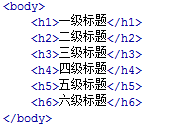 <body>
<h1>一级标题</h1>
<h2>二级标题</h2>
<h3>三级标题</h3>
<h4>四级标题</h4>
<h5>五级标题</h5>
<h6>六级标题</h6>
</body>